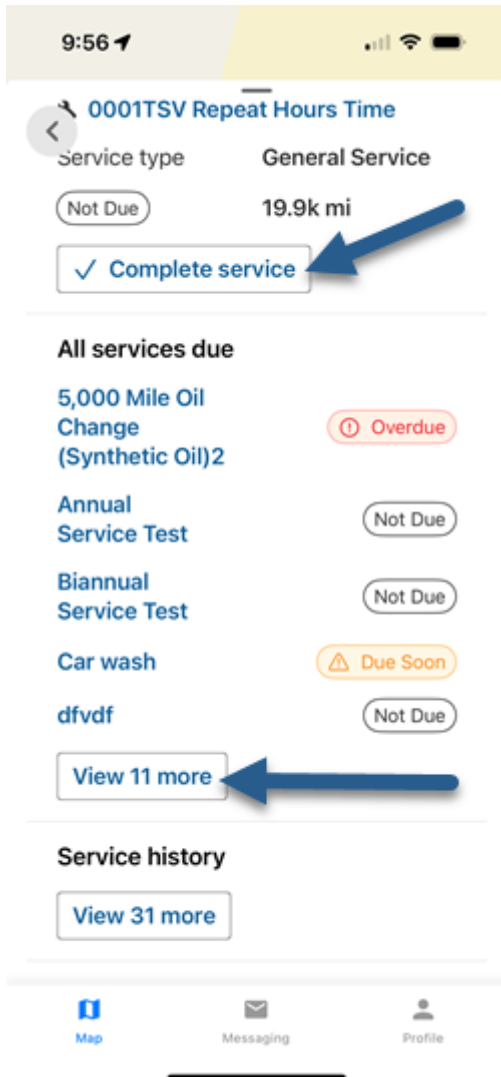 9:56
0001TSV Repeat Hours Time
Service type General Service
Not Due 19.9k mi
Complete service
All services due
5,000 Mile Oil
Change
(Synthetic Oil)2
Overdue
Annual
Service Test
Not Due
Biannual
Service Test
Not Due
Car wash Due Soon
dfvdf Not Due
View 11 more
Service history
View 31 more
Map Messaging Profile